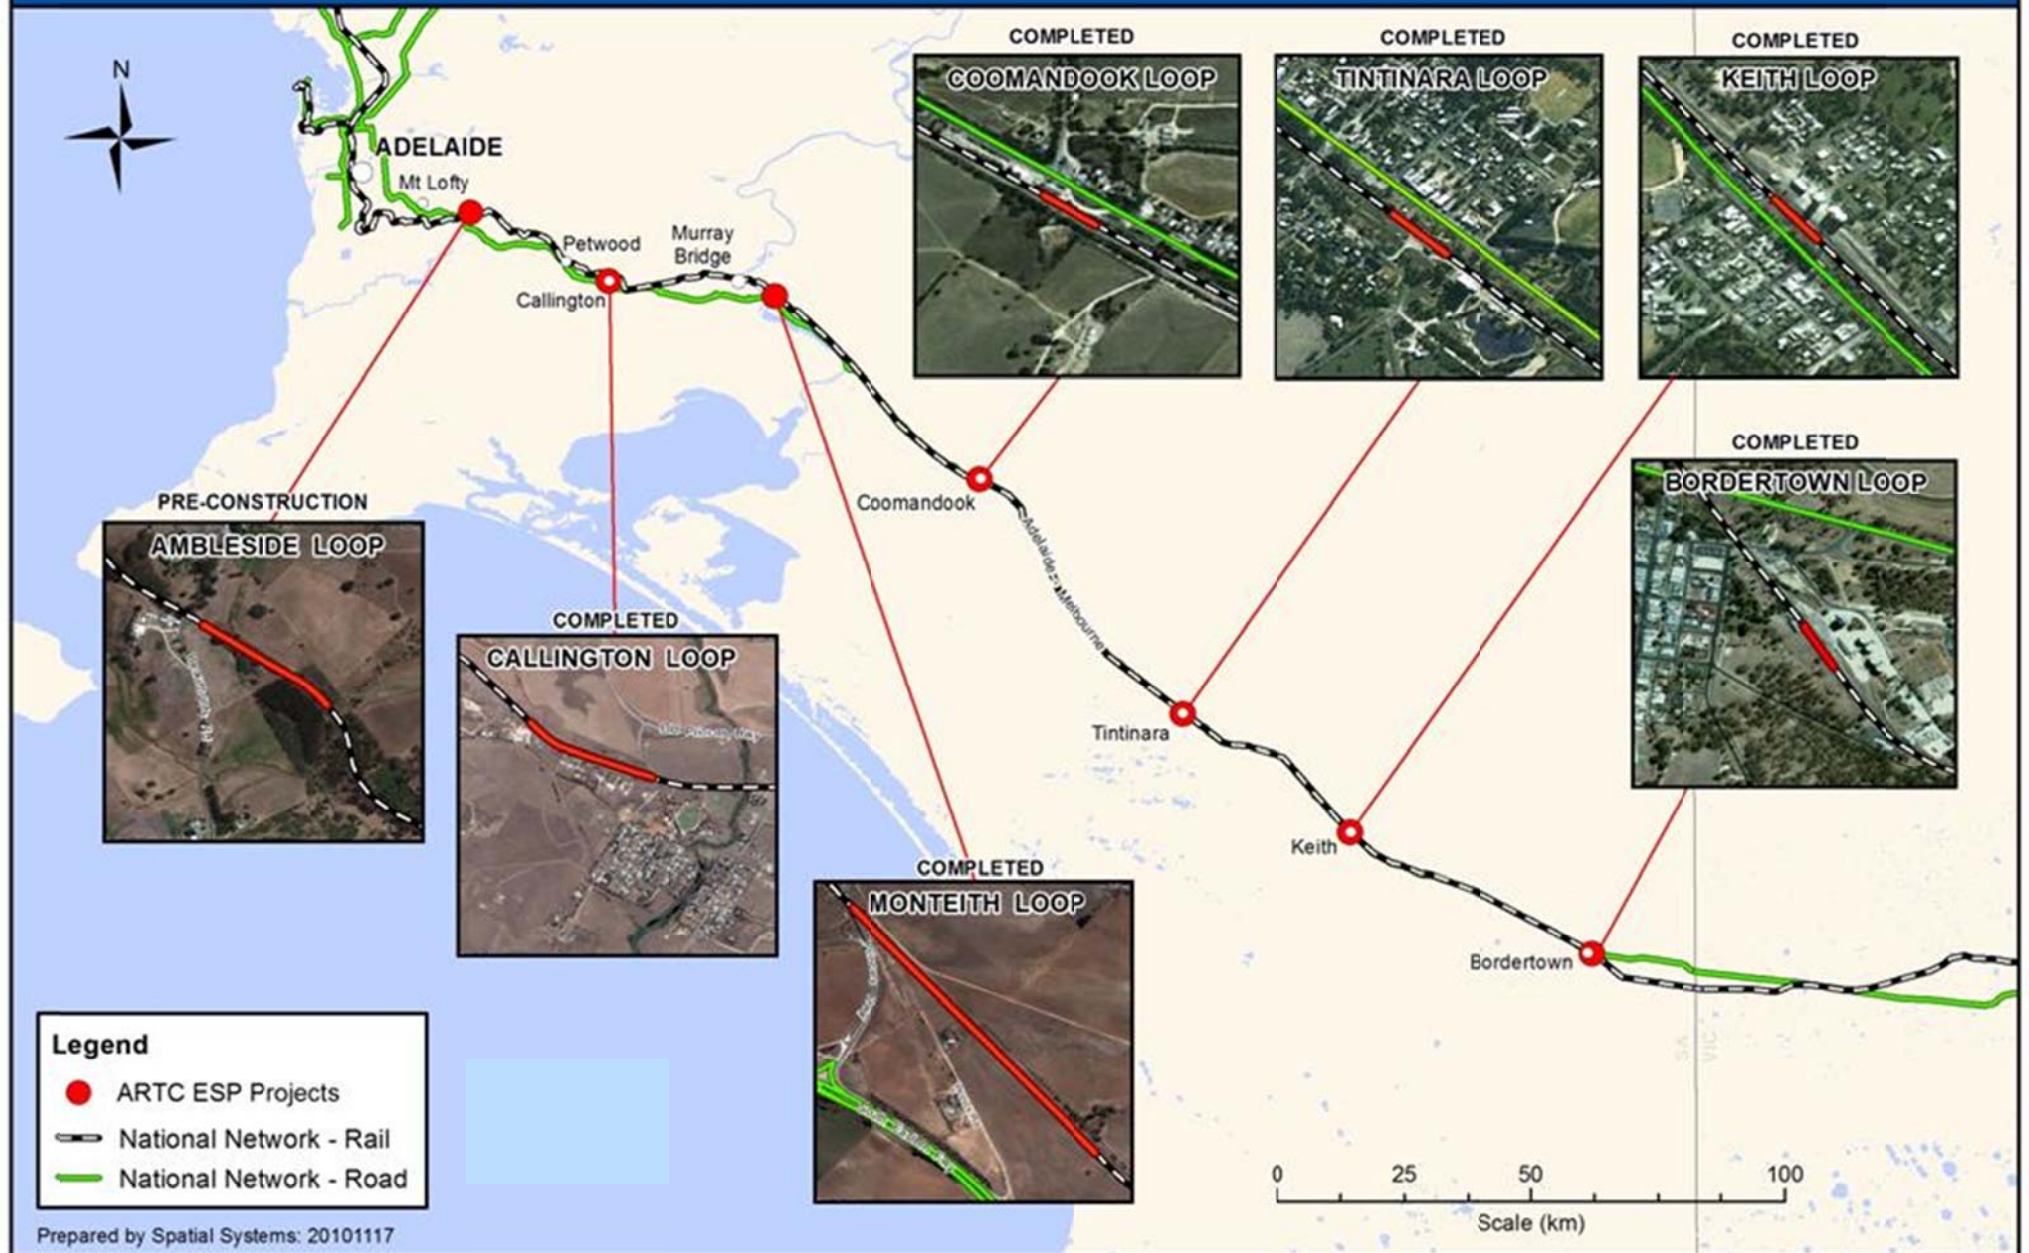 COMPLETED
COMPLETED
COMPLETED
COOMANDOOK LOOP
TINTINARA LOOP
KEITH LOOP
N
ADELAIDE
Mt Lofty
Petwood
Murray
Bridge
Callington
COMPLETED
BORDERTOWN LOOP
PRE-CONSTRUCTION
AMBLESIDE LOOP
Coomandook
Adelaide - Melbourne
COMPLETED
CALLINGTON LOOP
Tintinara
Keith
COMPLETED
MONTEITH LOOP
Bordertown
SA
VIC
Legend
ARTC ESP Projects
National Network - Rail
National Network - Road
0 25 50 100
Scale (km)
Prepared by Spatial Systems: 20101117